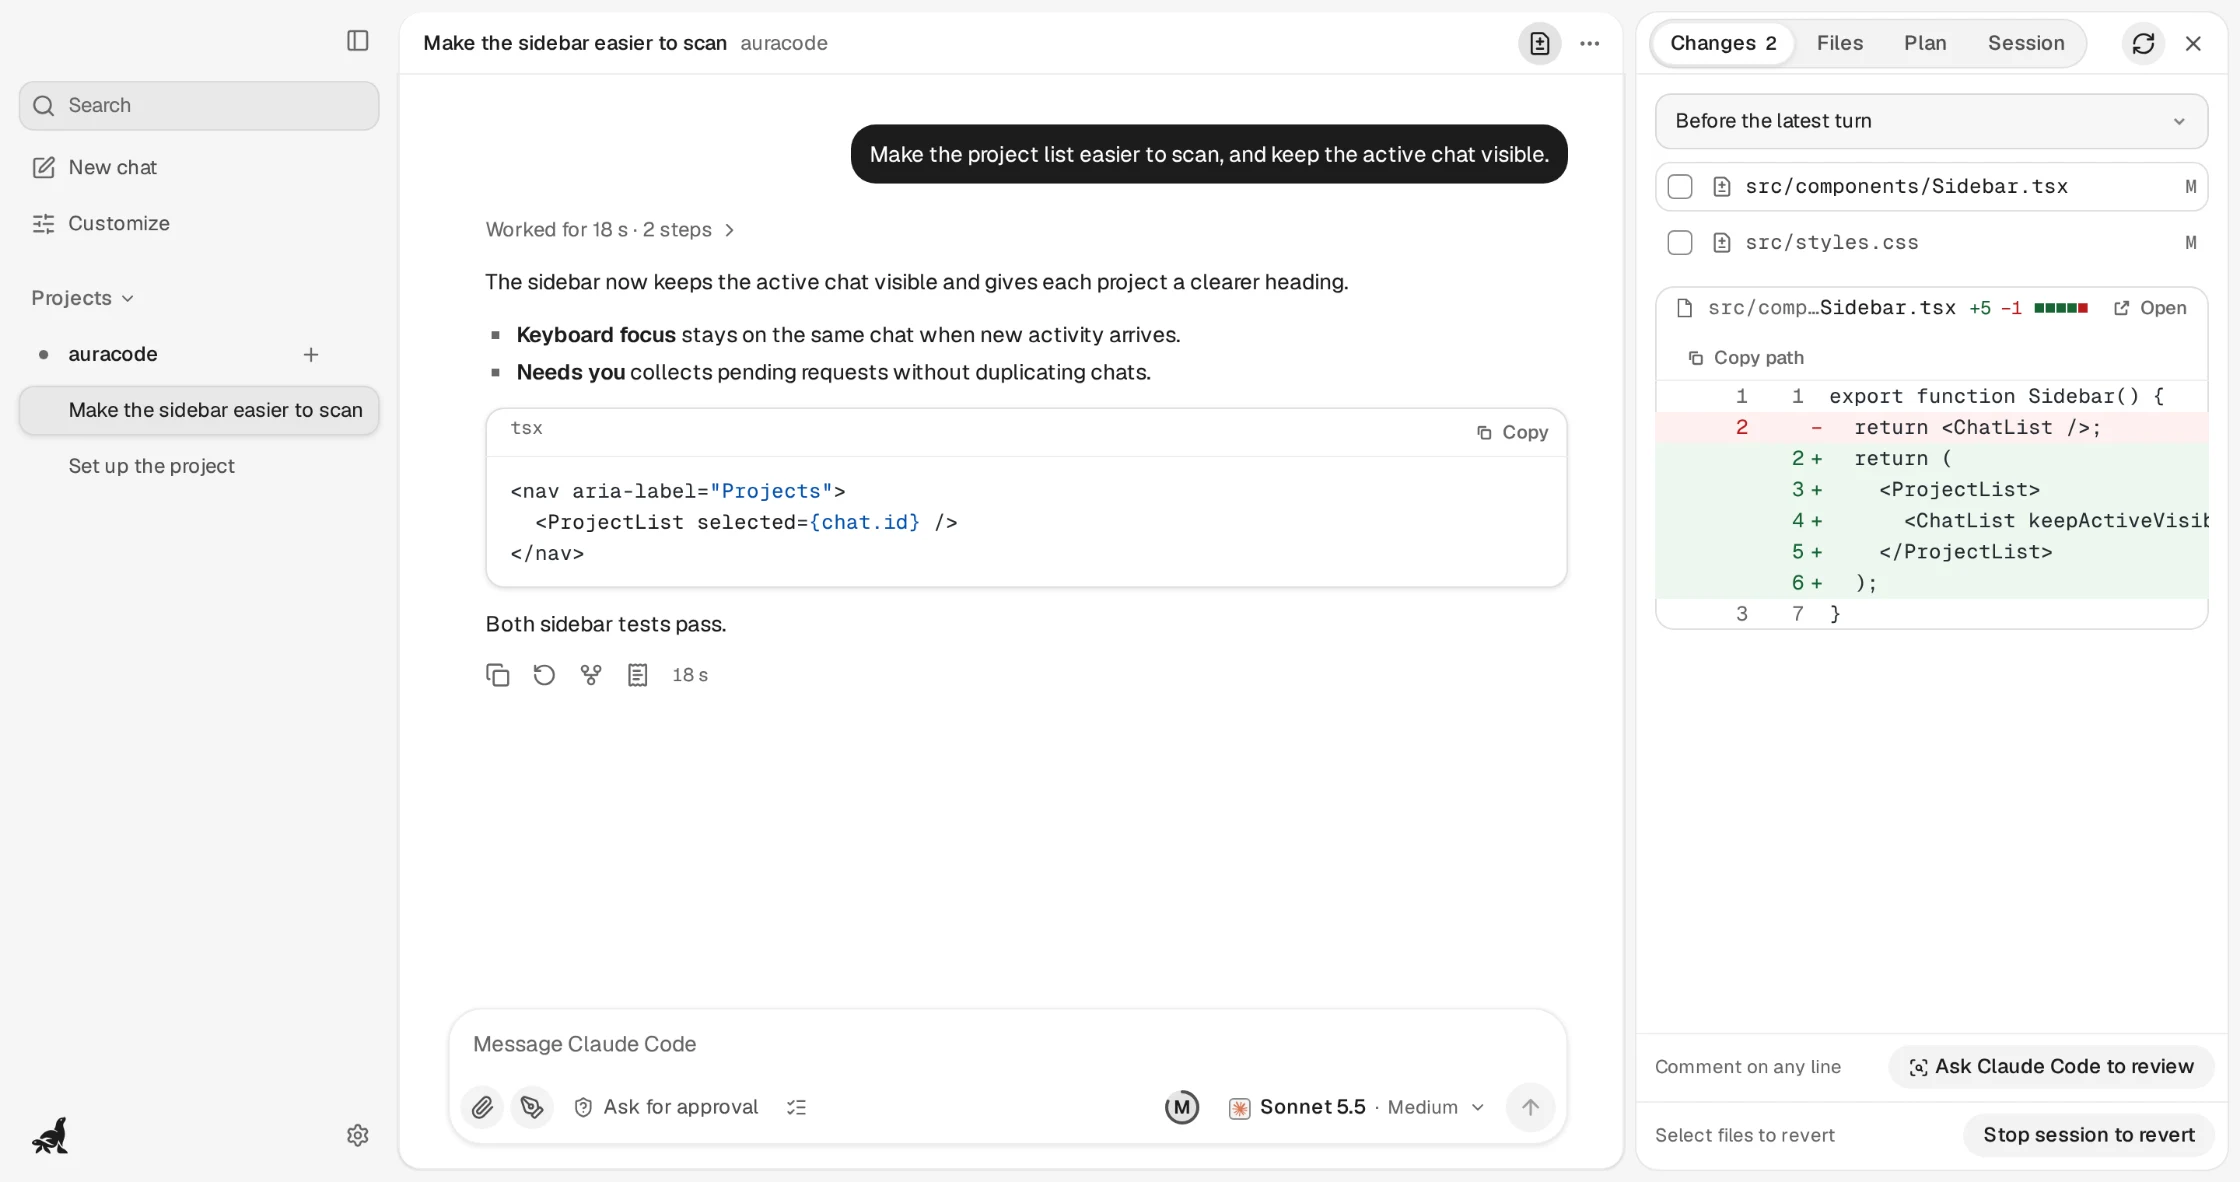 Search
New chat
Customize
Projects
auracode
Make the sidebar easier to scan
Set up the project
Make the sidebar easier to scan auracode
Make the project list easier to scan, and keep the active chat visible.
Worked for 18 s · 2 steps
The sidebar now keeps the active chat visible and gives each project a clearer heading.
Keyboard focus stays on the same chat when new activity arrives.
Needs you collects pending requests without duplicating chats.
tsx
Copy
<nav aria-label="Projects">
  <ProjectList selected={chat.id} />
</nav>
Both sidebar tests pass.
18 s
Message Claude Code
Ask for approval
M
Sonnet 5.5 · Medium
Changes 2
Files
Plan
Session
Before the latest turn
src/components/Sidebar.tsx M
src/styles.css M
src/comp…Sidebar.tsx +5 −1
Open
Copy path
1 1 export function Sidebar() {
2 −   return <ChatList />;
2 +   return (
3 +     <ProjectList>
4 +       <ChatList keepActiveVisib
5 +     </ProjectList>
6 +   );
3 7 }
Comment on any line
Ask Claude Code to review
Select files to revert
Stop session to revert